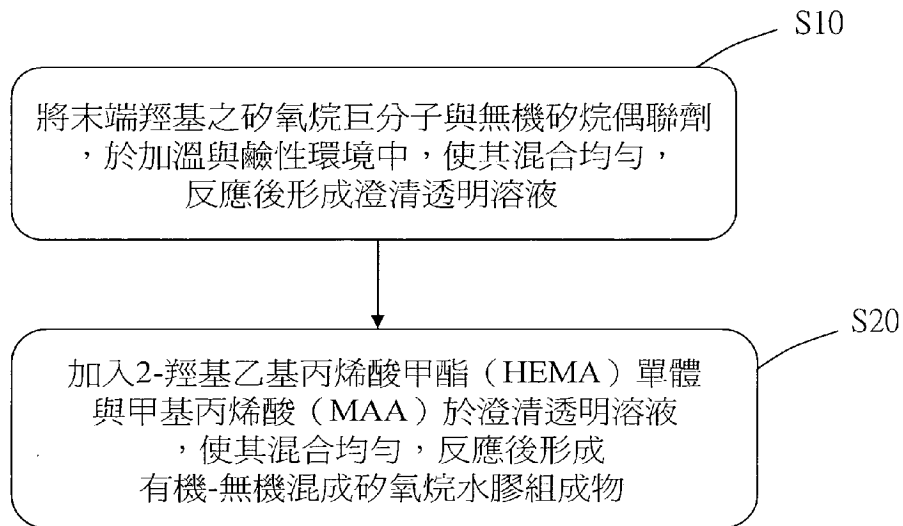 S10
將末端羥基之矽氧烷巨分子與無機矽烷偶聯劑
，於加溫與鹼性環境中，使其混合均勻，
反應後形成澄清透明溶液
S20
加入2-羥基乙基丙烯酸甲酯（HEMA）單體
與甲基丙烯酸（MAA）於澄清透明溶液
，使其混合均勻，反應後形成
有機-無機混成矽氧烷水膠組成物